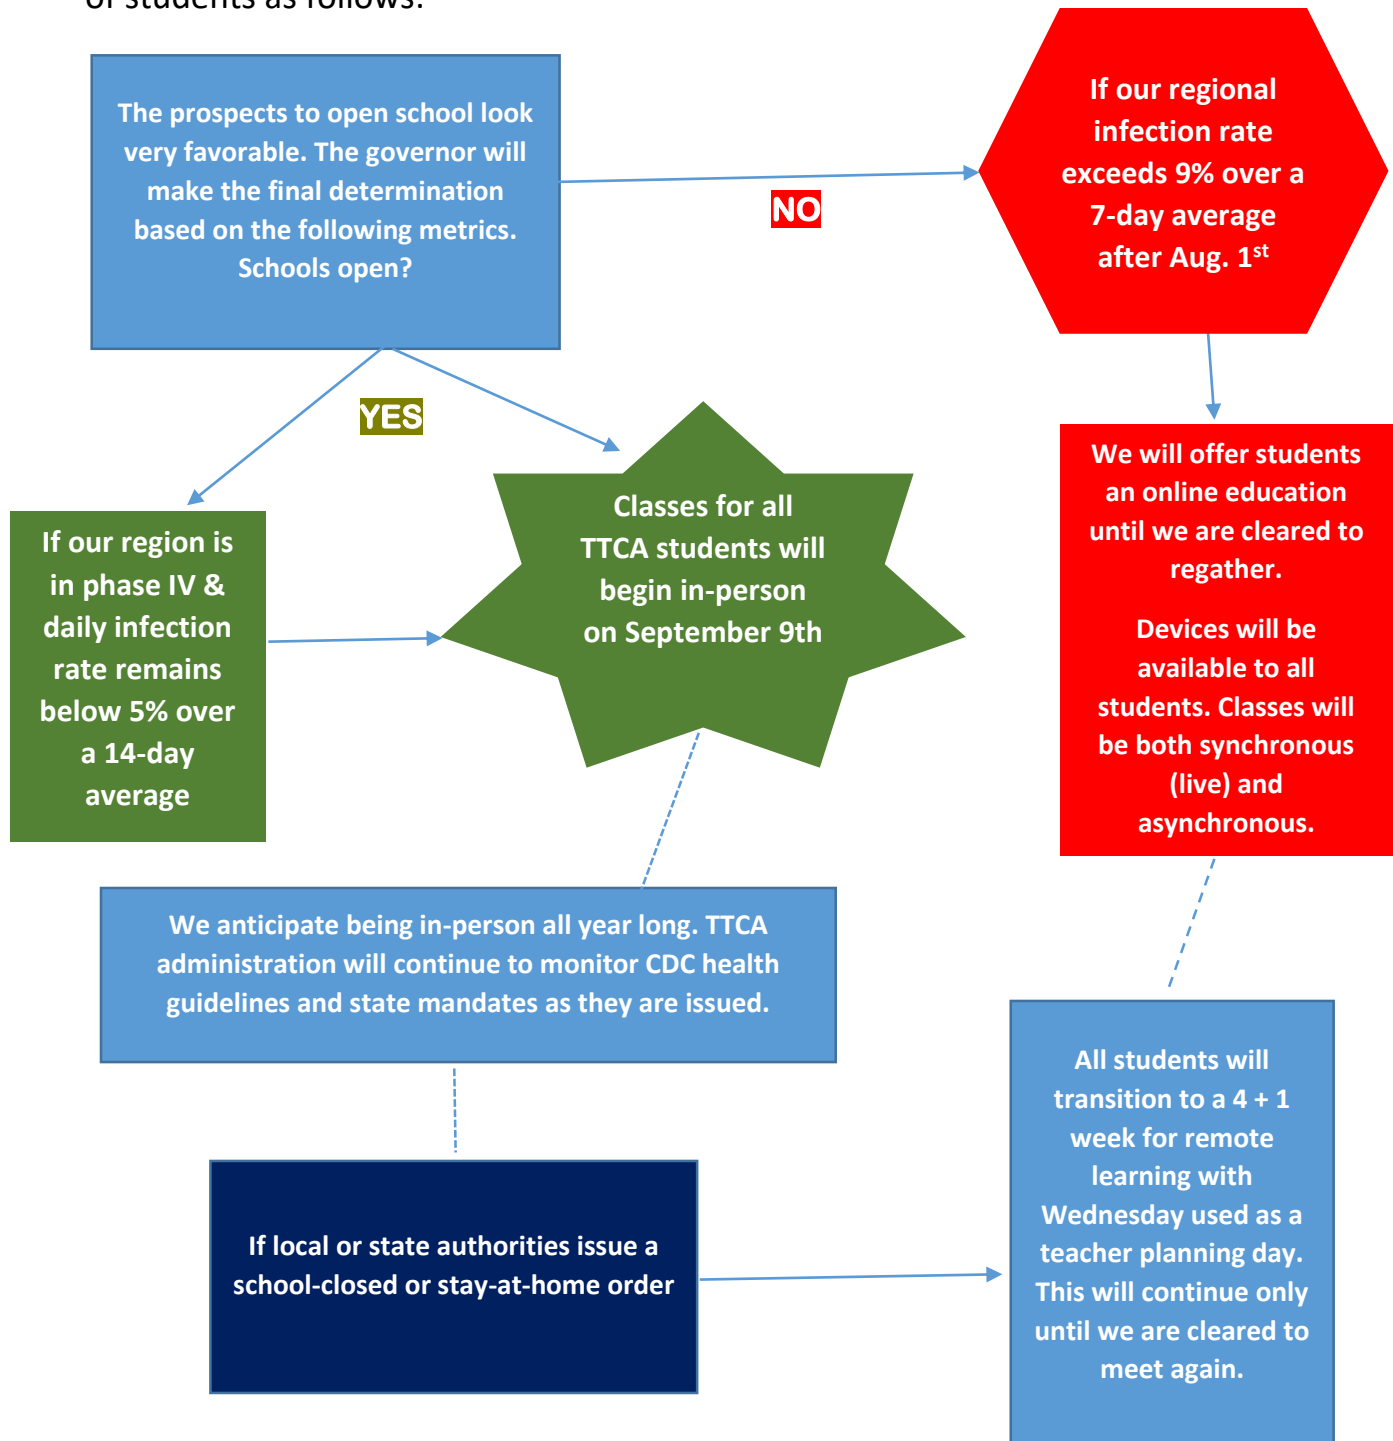 of students as follows:
The prospects to open school look
very favorable. The governor will
make the final determination
based on the following metrics.
Schools open?
If our regional
infection rate
exceeds 9% over a
7-day average
after Aug. 1st
NO
YES
If our region is
in phase IV &
daily infection
rate remains
below 5% over
a 14-day
average
Classes for all
TTCA students will
begin in-person
on September 9th
We will offer students
an online education
until we are cleared to
regather.
Devices will be
available to all
students. Classes will
be both synchronous
(live) and
asynchronous.
We anticipate being in-person all year long. TTCA
administration will continue to monitor CDC health
guidelines and state mandates as they are issued.
If local or state authorities issue a
school-closed or stay-at-home order
All students will
transition to a 4 + 1
week for remote
learning with
Wednesday used as a
teacher planning day.
This will continue only
until we are cleared to
meet again.